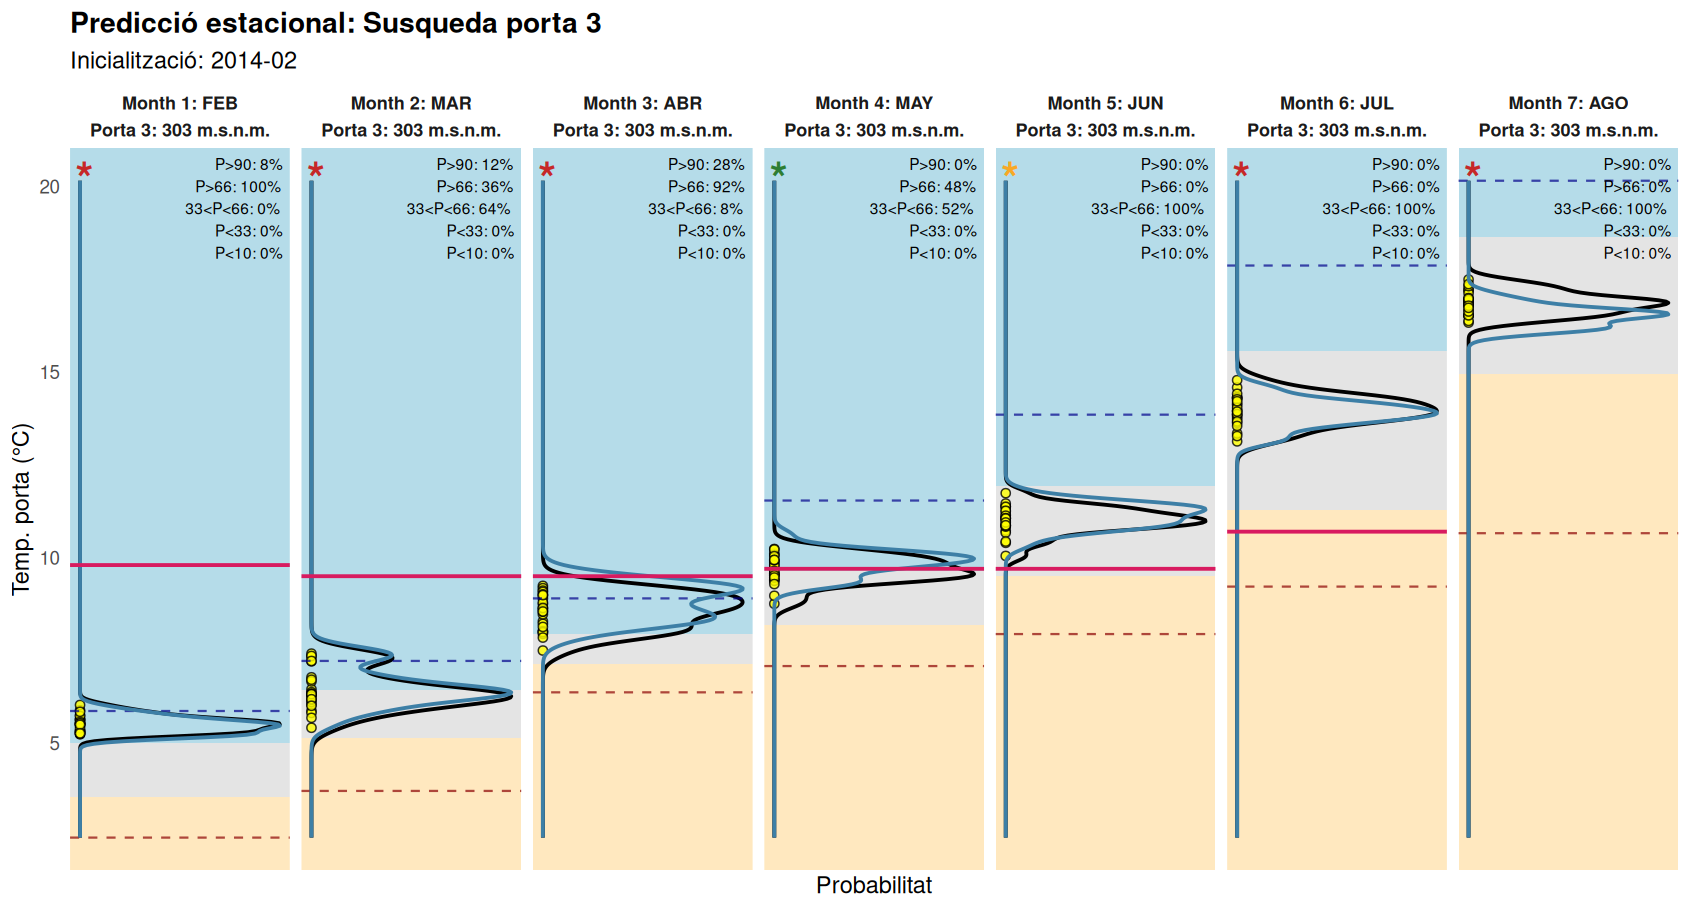 Predicció estacional: Susqueda porta 3
Inicialització: 2014-02
Month 1: FEB
Porta 3: 303 m.s.n.m.
Month 2: MAR
Porta 3: 303 m.s.n.m.
Month 3: ABR
Porta 3: 303 m.s.n.m.
Month 4: MAY
Porta 3: 303 m.s.n.m.
Month 5: JUN
Porta 3: 303 m.s.n.m.
Month 6: JUL
Porta 3: 303 m.s.n.m.
Month 7: AGO
Porta 3: 303 m.s.n.m.
*
P>90: 8%
P>66: 100%
33<P<66: 0%
P<33: 0%
P<10: 0%
*
P>90: 12%
P>66: 36%
33<P<66: 64%
P<33: 0%
P<10: 0%
*
P>90: 28%
P>66: 92%
33<P<66: 8%
P<33: 0%
P<10: 0%
*
P>90: 0%
P>66: 48%
33<P<66: 52%
P<33: 0%
P<10: 0%
*
P>90: 0%
P>66: 0%
33<P<66: 100%
P<33: 0%
P<10: 0%
*
P>90: 0%
P>66: 0%
33<P<66: 100%
P<33: 0%
P<10: 0%
*
P>90: 0%
P>66: 0%
33<P<66: 100%
P<33: 0%
P<10: 0%
20
15
10
5
Temp. porta (°C)
Probabilitat